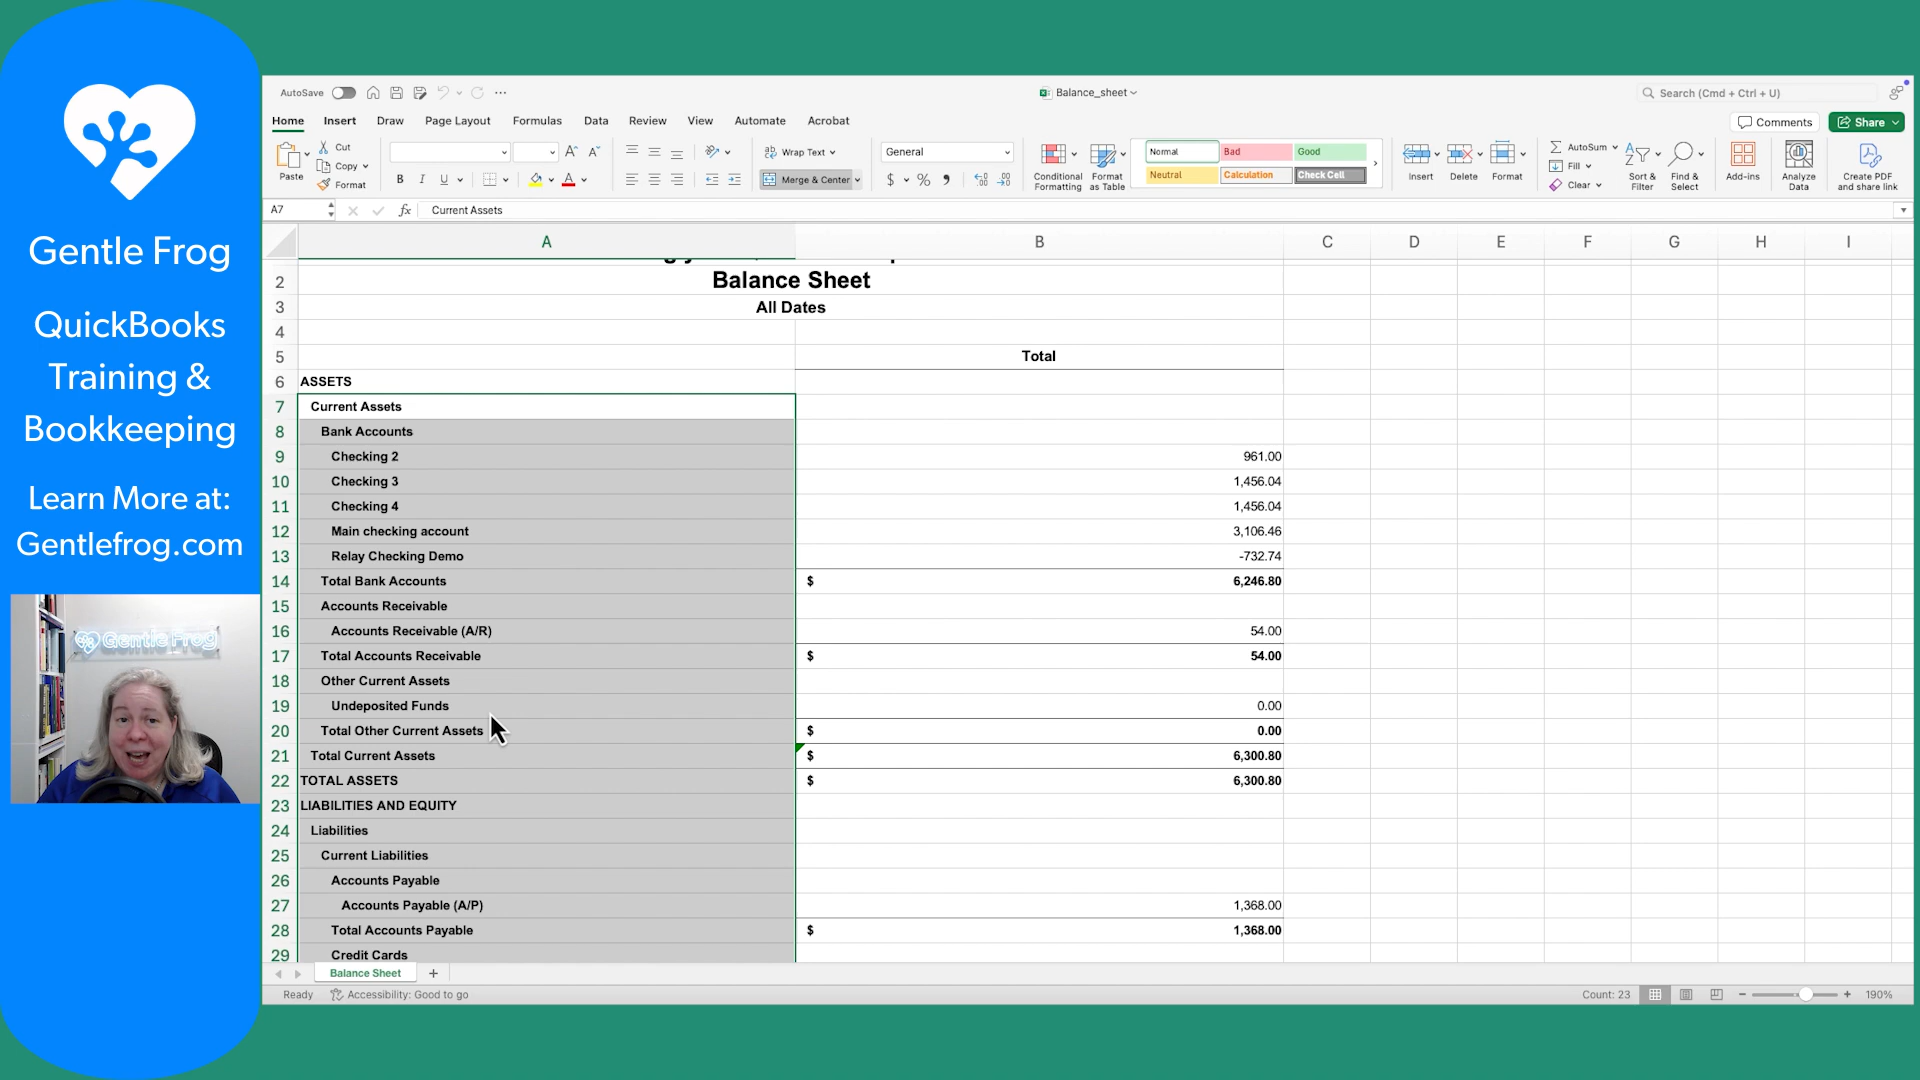 Gentle Frog
QuickBooks
Training &
Bookkeeping
Learn More at:
Gentlefrog.com
Gentle Frog
AutoSave
Balance_sheet
Search (Cmd + Ctrl + U)
Home Insert Draw Page Layout Formulas Data Review View Automate Acrobat
Comments Share
Paste Cut Copy Format
B I U
Wrap Text
Merge & Center
General
$ %
Conditional Formatting
Format as Table
Normal Bad Good
Neutral Calculation Check Cell
Insert Delete Format
AutoSum
Fill
Clear
Sort & Filter
Find & Select
Add-ins
Analyze Data
Create PDF and share link
A7 fx Current Assets
A B C D E F G H I
2 Balance Sheet
3 All Dates
4
5 Total
6 ASSETS
7 Current Assets
8 Bank Accounts
9 Checking 2 961.00
10 Checking 3 1,456.04
11 Checking 4 1,456.04
12 Main checking account 3,106.46
13 Relay Checking Demo -732.74
14 Total Bank Accounts $ 6,246.80
15 Accounts Receivable
16 Accounts Receivable (A/R) 54.00
17 Total Accounts Receivable $ 54.00
18 Other Current Assets
19 Undeposited Funds 0.00
20 Total Other Current Assets $ 0.00
21 Total Current Assets $ 6,300.80
22 TOTAL ASSETS $ 6,300.80
23 LIABILITIES AND EQUITY
24 Liabilities
25 Current Liabilities
26 Accounts Payable
27 Accounts Payable (A/P) 1,368.00
28 Total Accounts Payable $ 1,368.00
29 Credit Cards
Balance Sheet +
Ready Accessibility: Good to go
Count: 23
190%